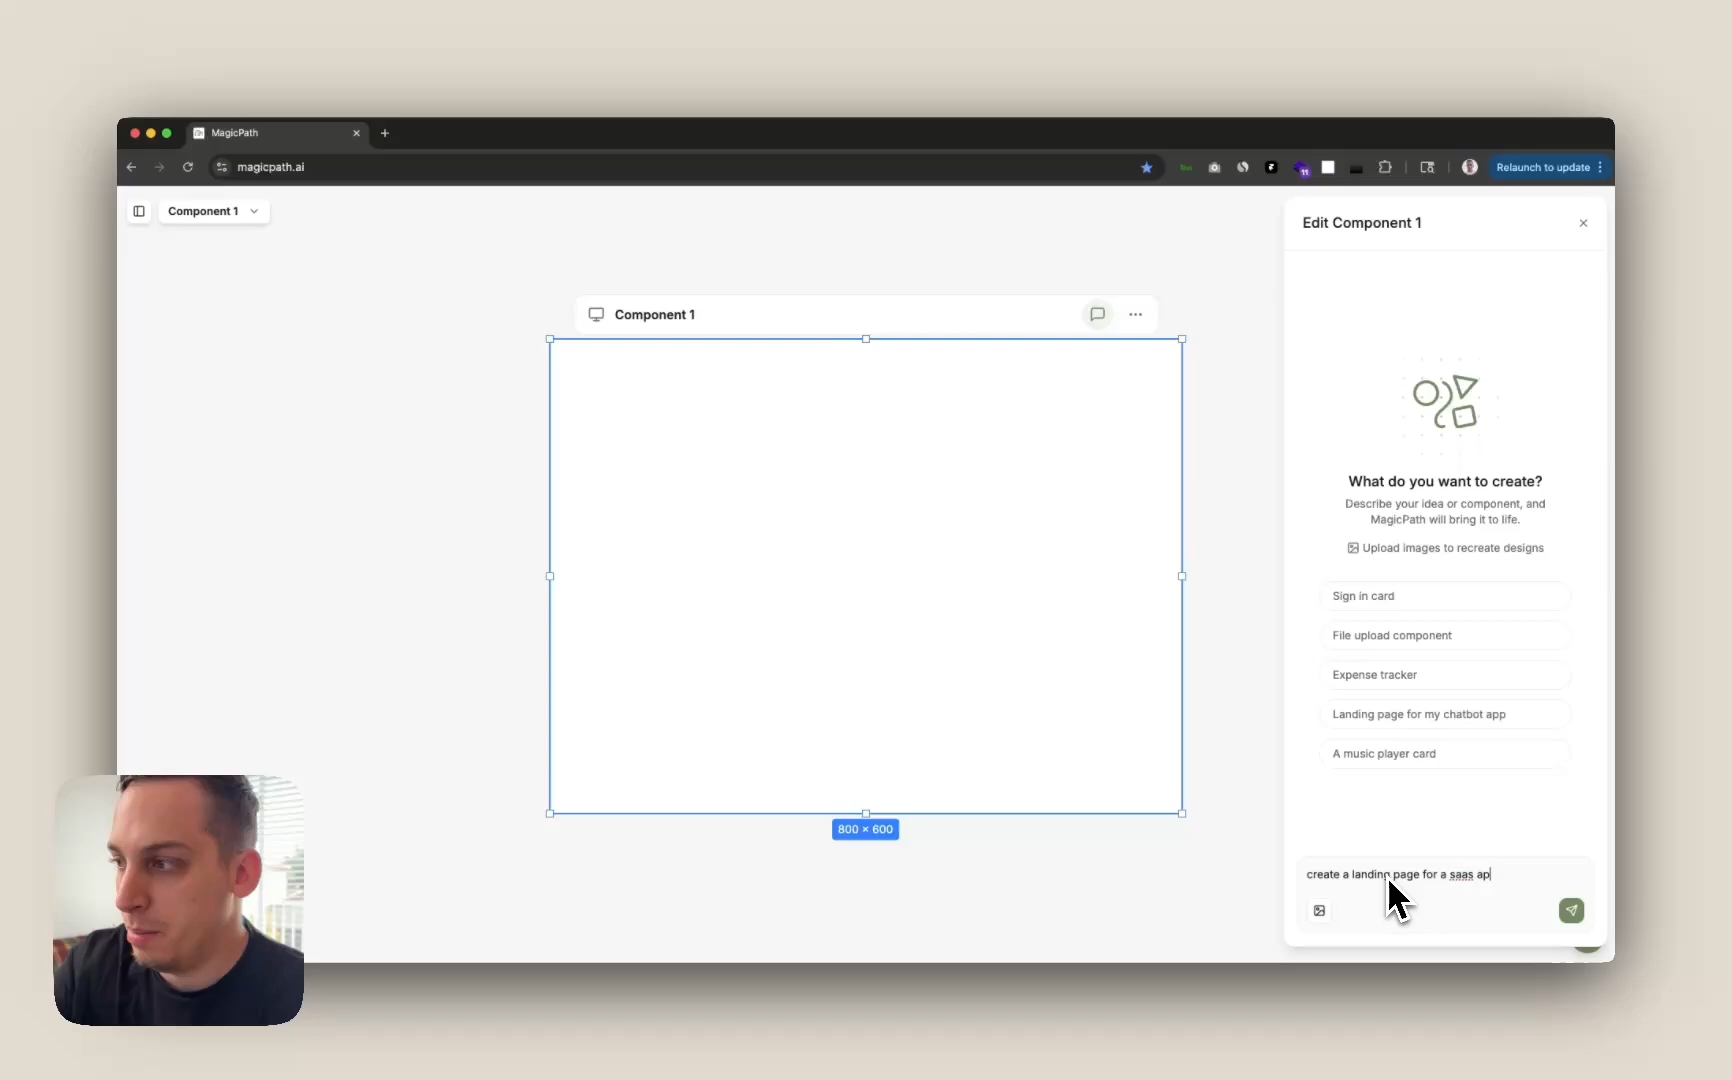 MagicPath
magicpath.ai
11
Relaunch to update
Component 1
Edit Component 1
Component 1
What do you want to create?
Describe your idea or component, and
MagicPath will bring it to life.
Upload images to recreate designs
Sign in card
File upload component
Expense tracker
Landing page for my chatbot app
A music player card
800 × 600
create a landing page for a saas ap